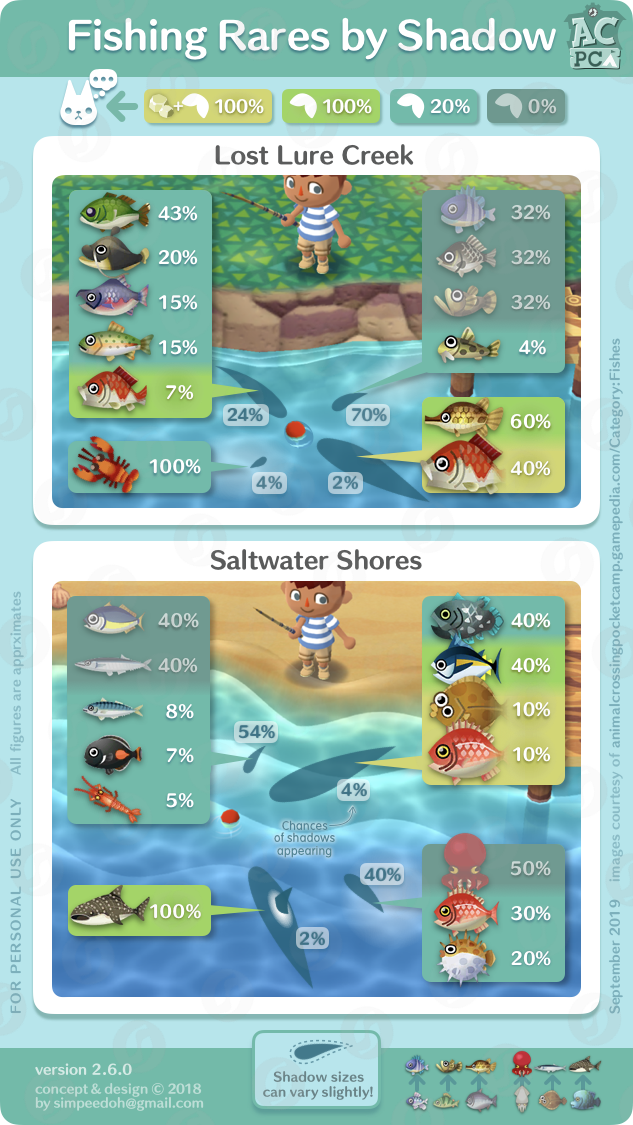 Fishing Rares by Shadow
AC
PC
+ 100%
100%
20%
0%
Lost Lure Creek
43%
20%
15%
15%
7%
100%
32%
32%
32%
4%
60%
40%
24%
70%
4%
2%
Saltwater Shores
40%
40%
8%
7%
5%
100%
40%
40%
10%
10%
50%
30%
20%
54%
4%
Chances
of shadows
appearing
40%
2%
FOR PERSONAL USE ONLY All figures are apprximates
September 2019 images courtesy of animalcrossingpocketcamp.gamepedia.com/Category:Fishes
version 2.6.0
concept & design © 2018
by simpeedoh@gmail.com
Shadow sizes
can vary slightly!